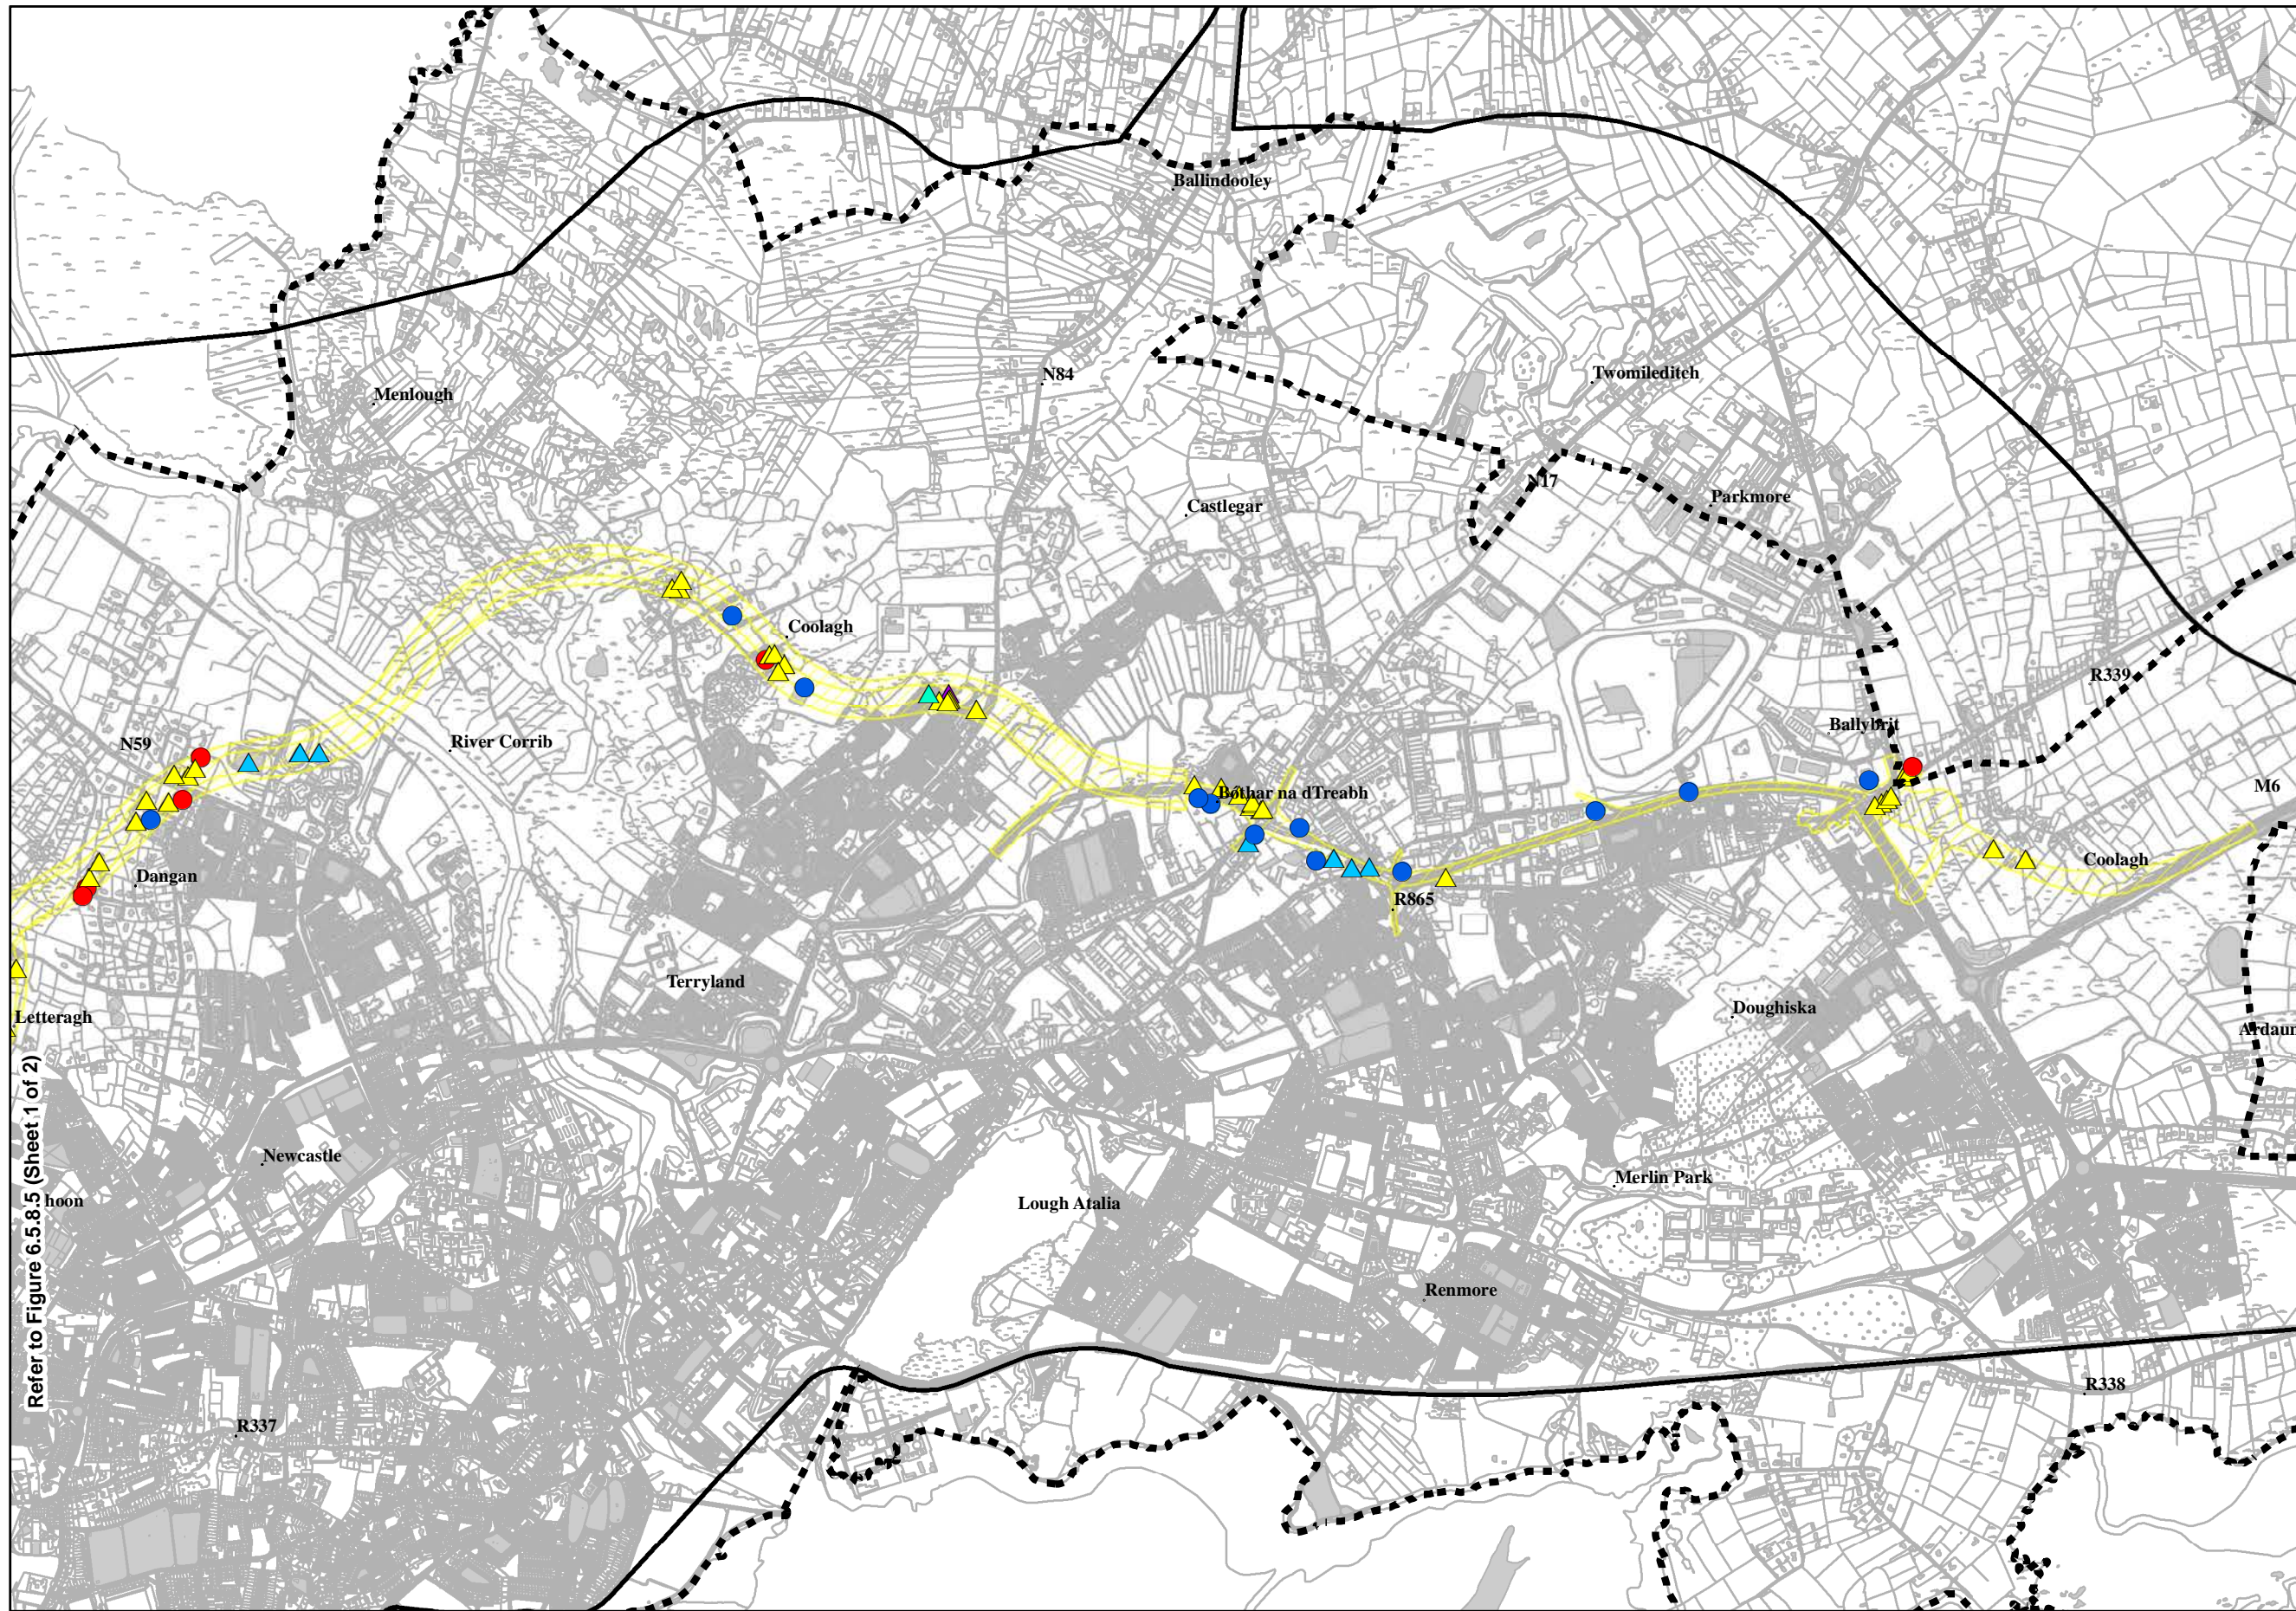 Ballindooley
N84
Twomileditch
Menlough
N17
Parkmore
Castlegar
Coolagh
R339
Ballybrit
N59
River Corrib
M6
Bóthar na dTreabh
Coolagh
Dangan
R865
Terryland
Doughiska
Letteragh
Ardaun
Newcastle
Merlin Park
hoon
Lough Atalia
Renmore
R338
R337
Refer to Figure 6.5.8.5 (Sheet 1 of 2)